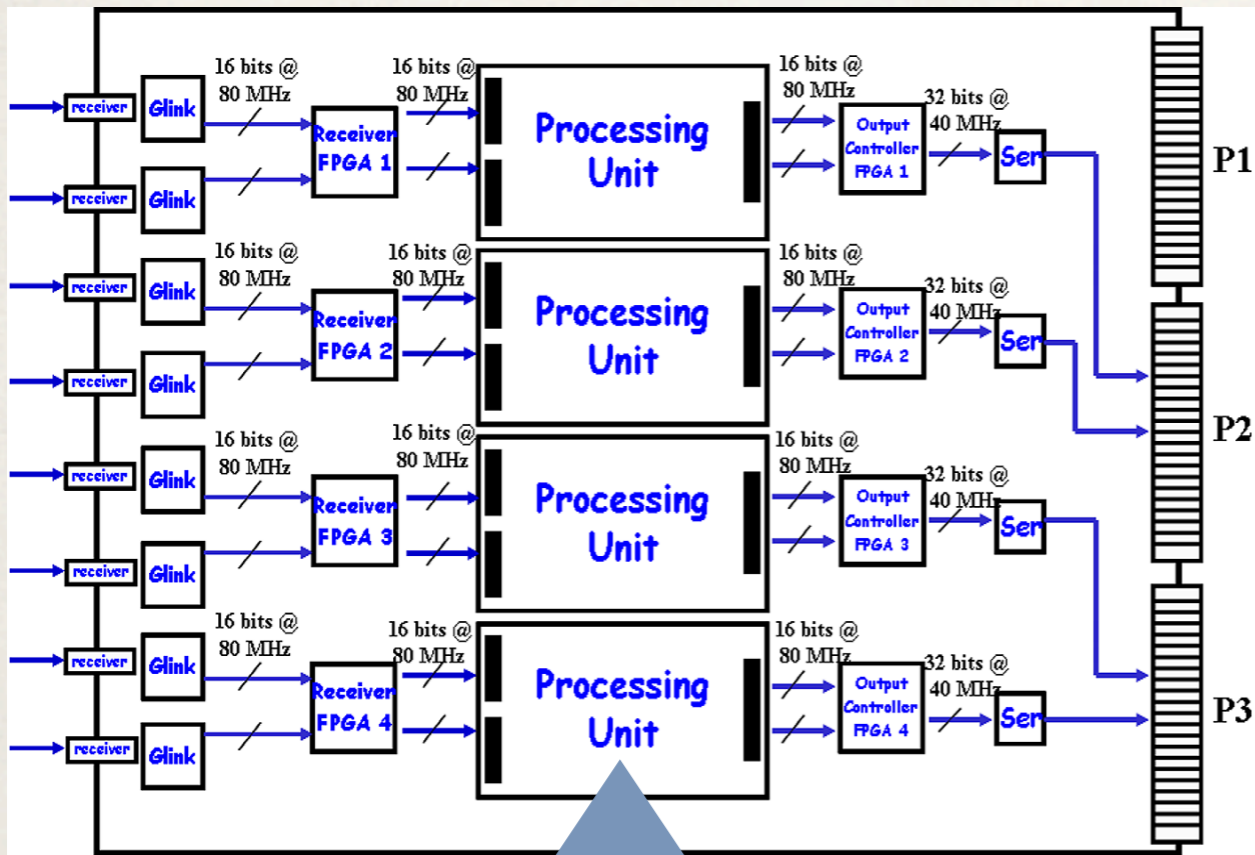 16 bits @
80 MHz
16 bits @
80 MHz
16 bits @
80 MHz
32 bits @
40 MHz
receiver
Glink
receiver
Glink
Receiver
FPGA 1
Processing
Unit
Output
Controller
FPGA 1
Ser
P1
16 bits @
80 MHz
16 bits @
80 MHz
16 bits @
80 MHz
32 bits @
40 MHz
receiver
Glink
receiver
Glink
Receiver
FPGA 2
Processing
Unit
Output
Controller
FPGA 2
Ser
P2
16 bits @
80 MHz
16 bits @
80 MHz
16 bits @
80 MHz
32 bits @
40 MHz
receiver
Glink
receiver
Glink
Receiver
FPGA 3
Processing
Unit
Output
Controller
FPGA 3
Ser
16 bits @
80 MHz
16 bits @
80 MHz
16 bits @
80 MHz
32 bits @
40 MHz
receiver
Glink
receiver
Glink
Receiver
FPGA 4
Processing
Unit
Output
Controller
FPGA 4
Ser
P3